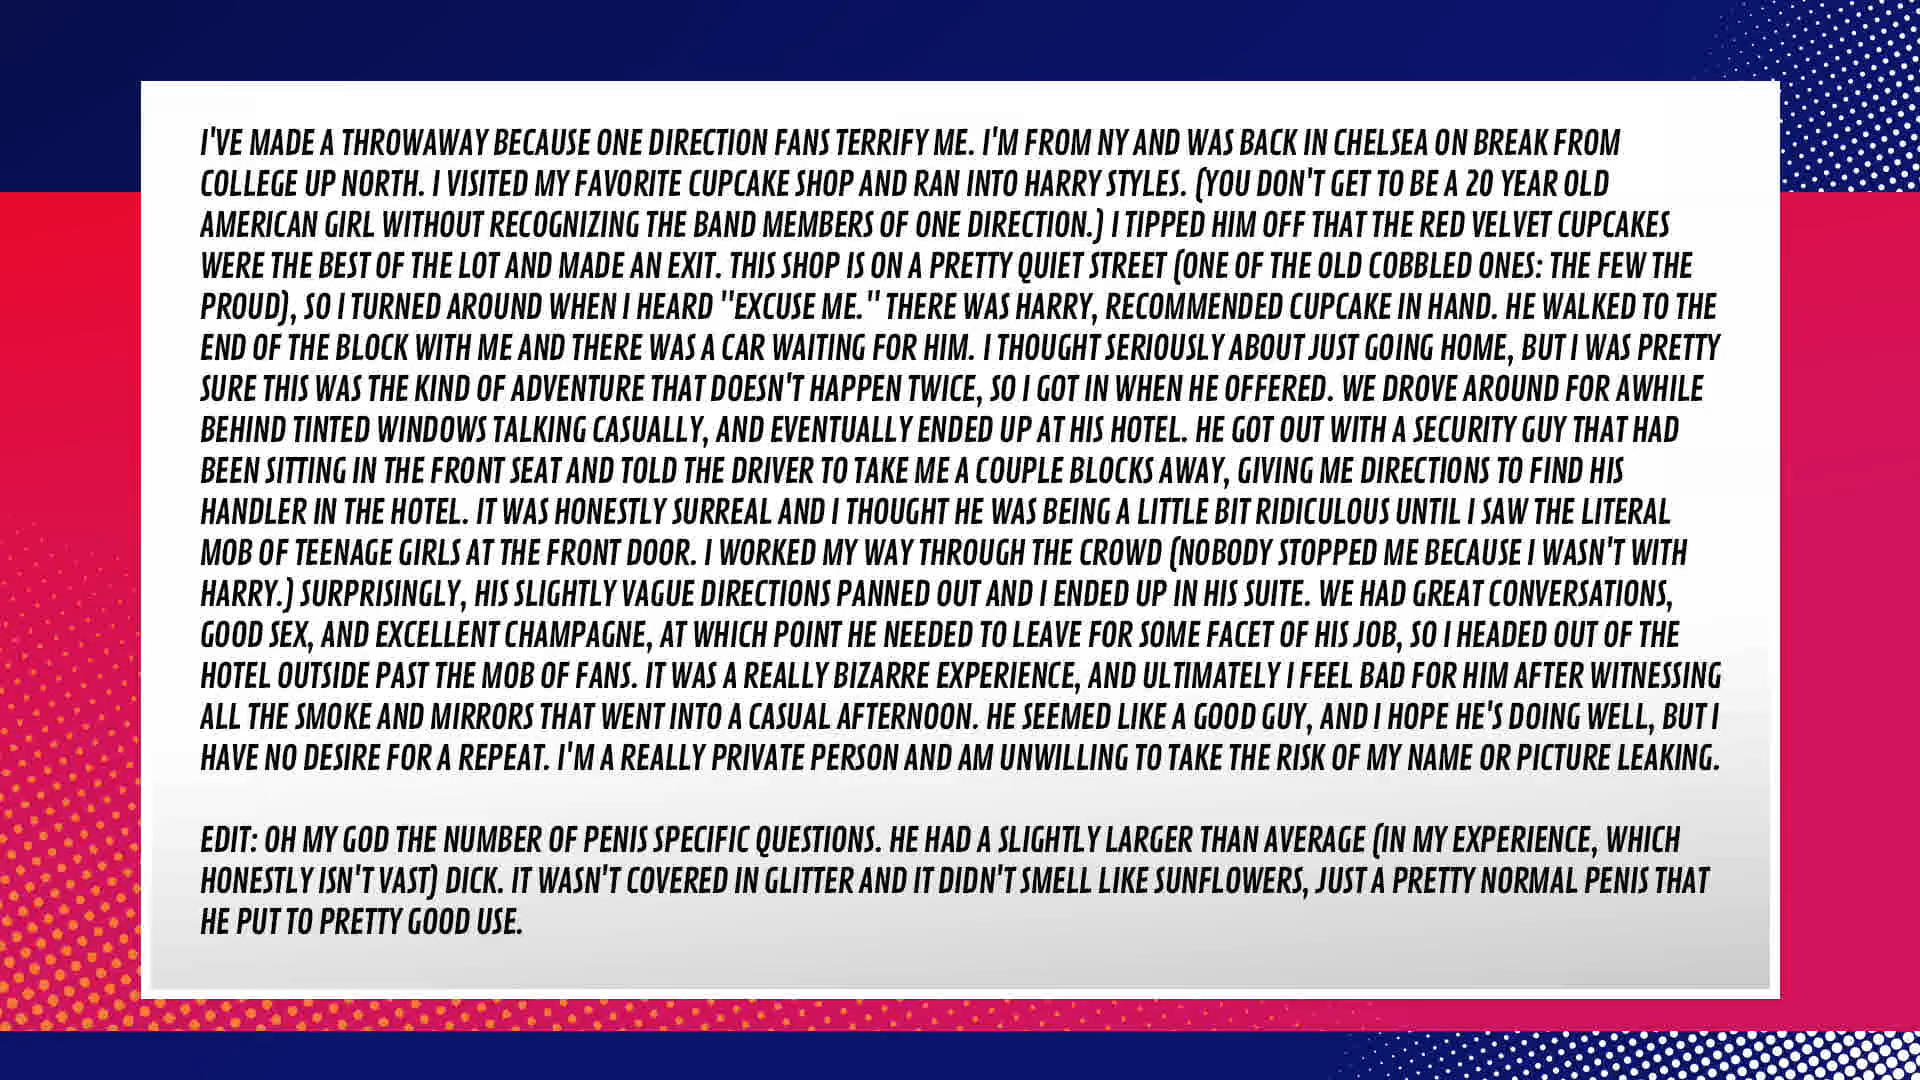 I'VE MADE A THROWAWAY BECAUSE ONE DIRECTION FANS TERRIFY ME. I'M FROM NY AND WAS BACK IN CHELSEA ON BREAK FROM
COLLEGE UP NORTH. I VISITED MY FAVORITE CUPCAKE SHOP AND RAN INTO HARRY STYLES. (YOU DON'T GET TO BE A 20 YEAR OLD
AMERICAN GIRL WITHOUT RECOGNIZING THE BAND MEMBERS OF ONE DIRECTION.) I TIPPED HIM OFF THAT THE RED VELVET CUPCAKES
WERE THE BEST OF THE LOT AND MADE AN EXIT. THIS SHOP IS ON A PRETTY QUIET STREET (ONE OF THE OLD COBBLED ONES: THE FEW THE
PROUD), SO I TURNED AROUND WHEN I HEARD "EXCUSE ME." THERE WAS HARRY, RECOMMENDED CUPCAKE IN HAND. HE WALKED TO THE
END OF THE BLOCK WITH ME AND THERE WAS A CAR WAITING FOR HIM. I THOUGHT SERIOUSLY ABOUT JUST GOING HOME, BUT I WAS PRETTY
SURE THIS WAS THE KIND OF ADVENTURE THAT DOESN'T HAPPEN TWICE, SO I GOT IN WHEN HE OFFERED. WE DROVE AROUND FOR AWHILE
BEHIND TINTED WINDOWS TALKING CASUALLY, AND EVENTUALLY ENDED UP AT HIS HOTEL. HE GOT OUT WITH A SECURITY GUY THAT HAD
BEEN SITTING IN THE FRONT SEAT AND TOLD THE DRIVER TO TAKE ME A COUPLE BLOCKS AWAY, GIVING ME DIRECTIONS TO FIND HIS
HANDLER IN THE HOTEL. IT WAS HONESTLY SURREAL AND I THOUGHT HE WAS BEING A LITTLE BIT RIDICULOUS UNTIL I SAW THE LITERAL
MOB OF TEENAGE GIRLS AT THE FRONT DOOR. I WORKED MY WAY THROUGH THE CROWD (NOBODY STOPPED ME BECAUSE I WASN'T WITH
HARRY.) SURPRISINGLY, HIS SLIGHTLY VAGUE DIRECTIONS PANNED OUT AND I ENDED UP IN HIS SUITE. WE HAD GREAT CONVERSATIONS,
GOOD SEX, AND EXCELLENT CHAMPAGNE, AT WHICH POINT HE NEEDED TO LEAVE FOR SOME FACET OF HIS JOB, SO I HEADED OUT OF THE
HOTEL OUTSIDE PAST THE MOB OF FANS. IT WAS A REALLY BIZARRE EXPERIENCE, AND ULTIMATELY I FEEL BAD FOR HIM AFTER WITNESSING
ALL THE SMOKE AND MIRRORS THAT WENT INTO A CASUAL AFTERNOON. HE SEEMED LIKE A GOOD GUY, AND I HOPE HE'S DOING WELL, BUT I
HAVE NO DESIRE FOR A REPEAT. I'M A REALLY PRIVATE PERSON AND AM UNWILLING TO TAKE THE RISK OF MY NAME OR PICTURE LEAKING.
EDIT: OH MY GOD THE NUMBER OF PENIS SPECIFIC QUESTIONS. HE HAD A SLIGHTLY LARGER THAN AVERAGE (IN MY EXPERIENCE, WHICH
HONESTLY ISN'T VAST) DICK. IT WASN'T COVERED IN GLITTER AND IT DIDN'T SMELL LIKE SUNFLOWERS, JUST A PRETTY NORMAL PENIS THAT
HE PUT TO PRETTY GOOD USE.